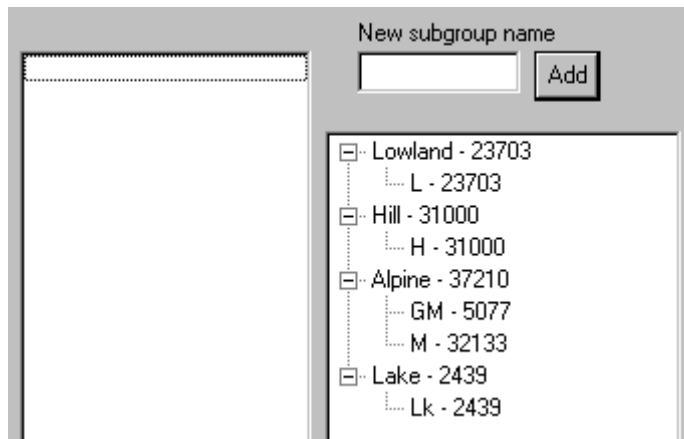 New subgroup name
Add
Lowland - 23703
L - 23703
Hill - 31000
H - 31000
Alpine - 37210
GM - 5077
M - 32133
Lake - 2439
Lk - 2439